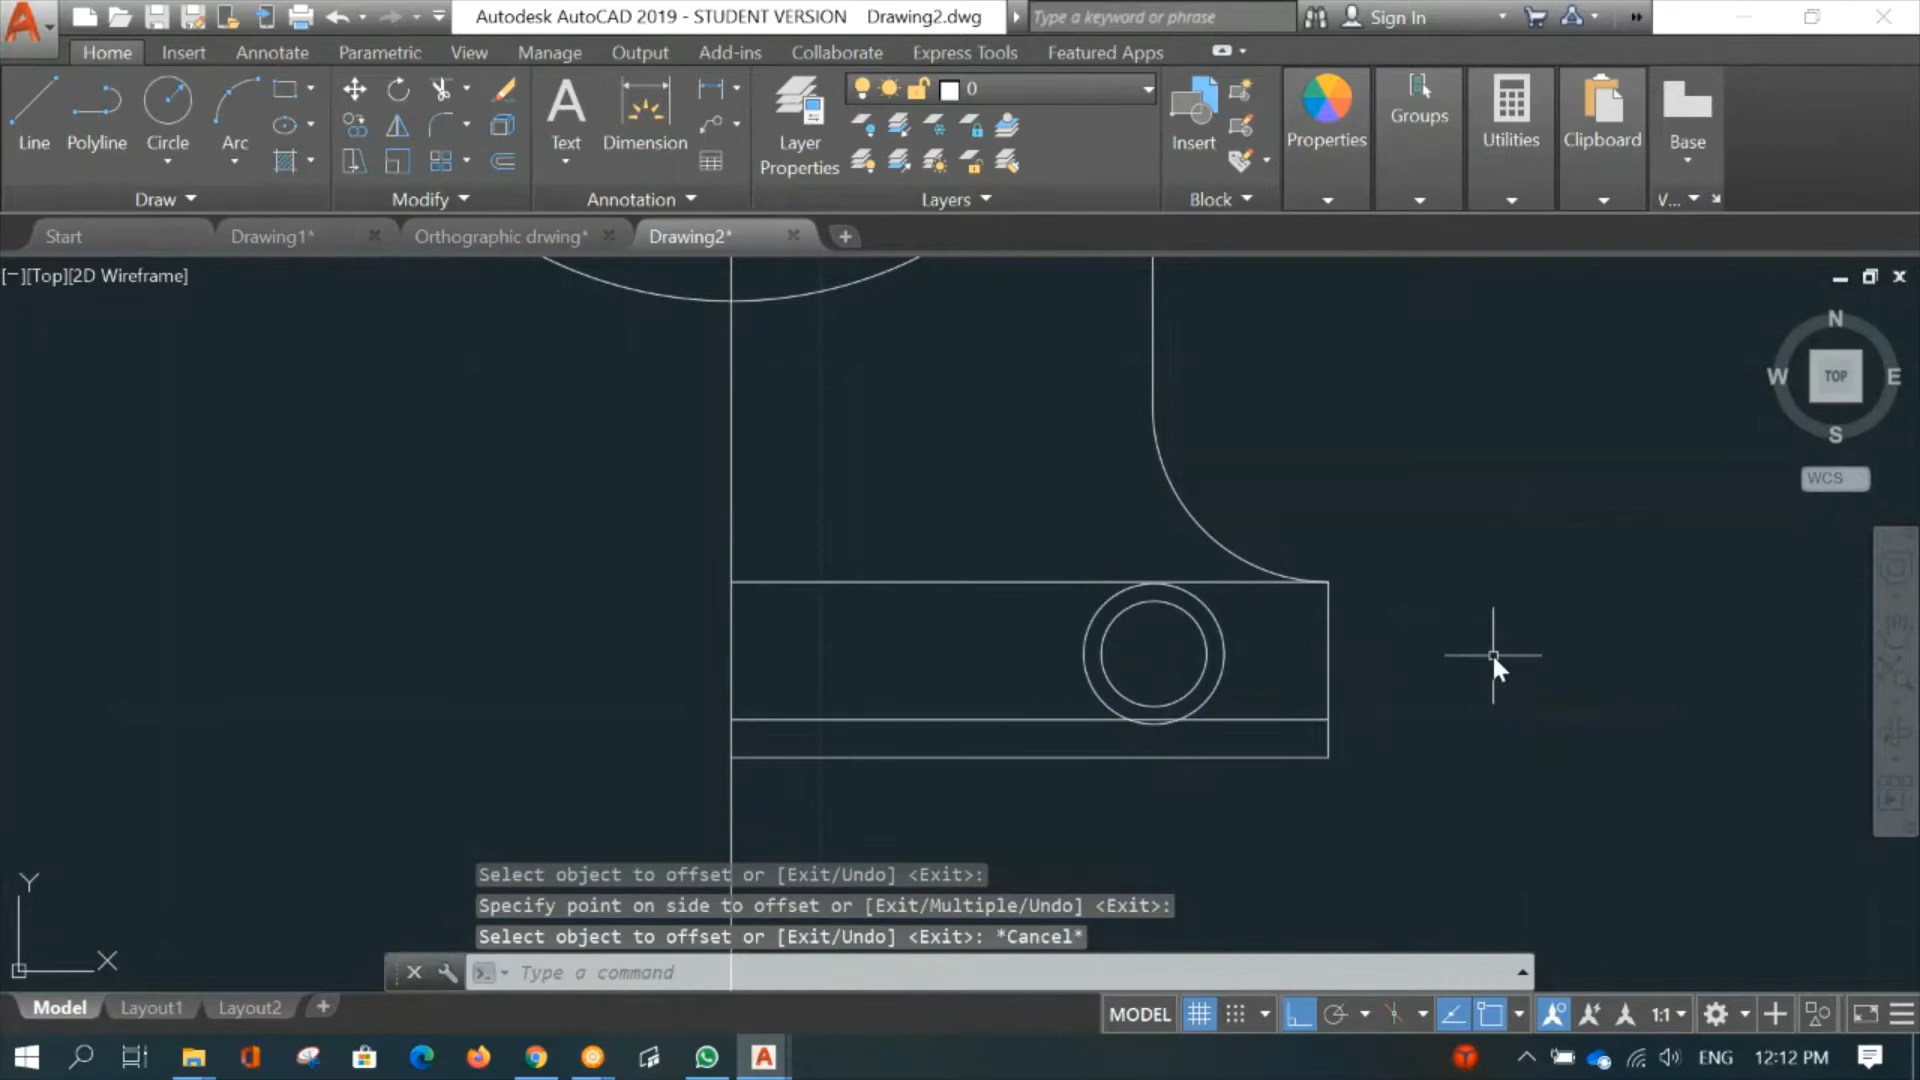 Autodesk AutoCAD 2019 - STUDENT VERSION Drawing2.dwg
Type a keyword or phrase
Sign In
Home Insert Annotate Parametric View Manage Output Add-ins Collaborate Express Tools Featured Apps
Line Polyline Circle Arc
Text Dimension
Layer Properties
0
Insert
Properties
Groups
Utilities
Clipboard
Base
Draw
Modify
Annotation
Layers
Block
V...
Start Drawing1* Orthographic drwing* Drawing2*
[−][Top][2D Wireframe]
N
W TOP E
S
WCS
Select object to offset or [Exit/Undo] <Exit>:
Specify point on side to offset or [Exit/Multiple/Undo] <Exit>:
Select object to offset or [Exit/Undo] <Exit>: *Cancel*
Y
X
Type a command
Model Layout1 Layout2
MODEL
1:1
ENG 12:12 PM